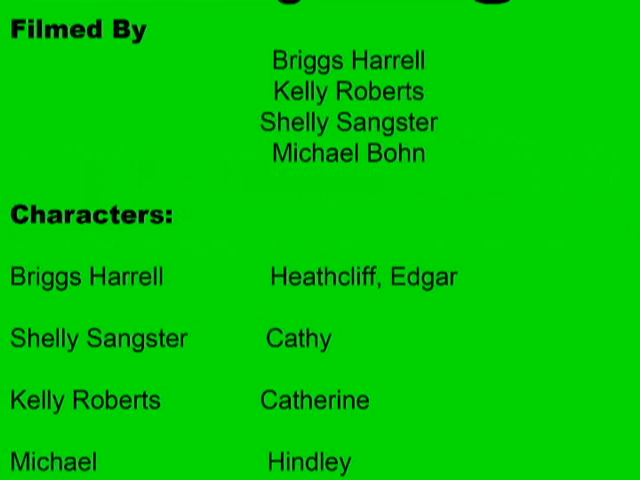 Filmed By
Briggs Harrell
Kelly Roberts
Shelly Sangster
Michael Bohn
Characters:
Briggs Harrell Heathcliff, Edgar
Shelly Sangster Cathy
Kelly Roberts Catherine
Michael Hindley